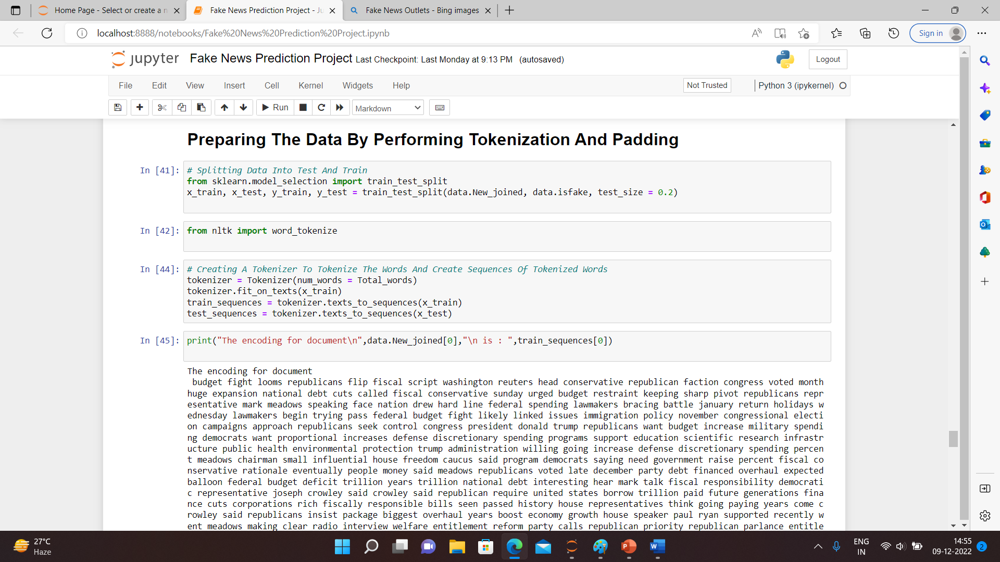 Home Page - Select or create a n
Fake News Prediction Project - Ju
Fake News Outlets - Bing images
localhost:8888/notebooks/Fake%20News%20Prediction%20Project.ipynb
Sign in
jupyter Fake News Prediction Project Last Checkpoint: Last Monday at 9:13 PM (autosaved)
Logout
File Edit View Insert Cell Kernel Widgets Help
Not Trusted
Python 3 (ipykernel)
Run
Markdown
Preparing The Data By Performing Tokenization And Padding
In [41]: # Splitting Data Into Test And Train
from sklearn.model_selection import train_test_split
x_train, x_test, y_train, y_test = train_test_split(data.New_joined, data.isfake, test_size = 0.2)
In [42]: from nltk import word_tokenize
In [44]: # Creating A Tokenizer To Tokenize The Words And Create Sequences Of Tokenized Words
tokenizer = Tokenizer(num_words = Total_words)
tokenizer.fit_on_texts(x_train)
train_sequences = tokenizer.texts_to_sequences(x_train)
test_sequences = tokenizer.texts_to_sequences(x_test)
In [45]: print("The encoding for document\n",data.New_joined[0],"\n is : ",train_sequences[0])
The encoding for document
budget fight looms republicans flip fiscal script washington reuters head conservative republican faction congress voted month
huge expansion national debt cuts called fiscal conservative sunday urged budget restraint keeping sharp pivot republicans repr
esentative mark meadows speaking face nation drew hard line federal spending lawmakers bracing battle january return holidays w
ednesday lawmakers begin trying pass federal budget fight likely linked issues immigration policy november congressional electi
on campaigns approach republicans seek control congress president donald trump republicans want budget increase military spendi
ng democrats want proportional increases defense discretionary spending programs support education scientific research infrastr
ucture public health environmental protection trump administration willing going increase defense discretionary spending percen
t meadows chairman small influential house freedom caucus said program democrats saying need government raise percent fiscal co
nservative rationale eventually people money said meadows republicans voted late december party debt financed overhaul expected
balloon federal budget deficit trillion years trillion national debt interesting hear mark talk fiscal responsibility democrati
c representative joseph crowley said crowley said republican require united states borrow trillion paid future generations fina
nce cuts corporations rich fiscally responsible bills seen passed history house representatives think going paying years come c
rowley said republicans insist package biggest overhaul years boost economy growth house speaker paul ryan supported recently w
ent meadows making clear radio interview welfare entitlement reform party calls republican priority republican parlance entitle
27°C
Haze
ENG
IN
14:55
09-12-2022
2